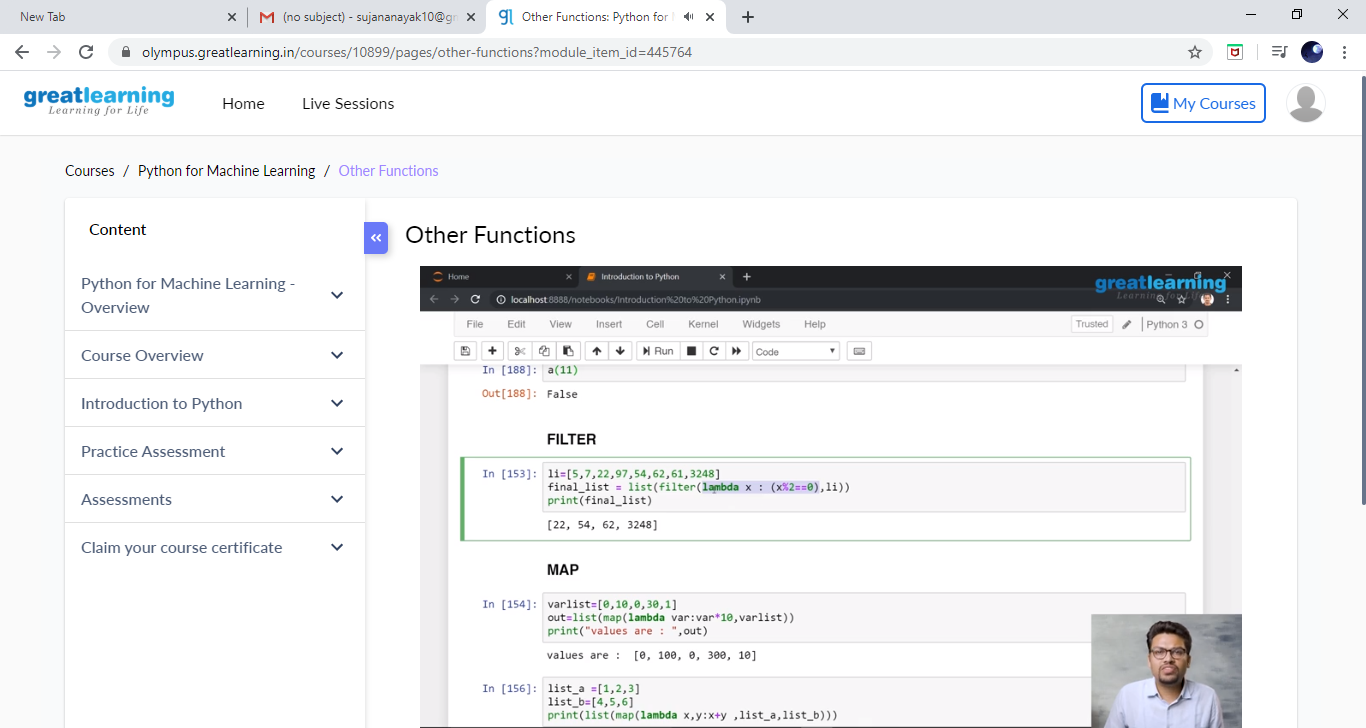 New Tab
(no subject) - sujananayak10@gm
Other Functions: Python for
olympus.greatlearning.in/courses/10899/pages/other-functions?module_item_id=445764
greatlearning
Learning for Life
Home
Live Sessions
My Courses
Courses / Python for Machine Learning / Other Functions
Content
Python for Machine Learning -
Overview
Course Overview
Introduction to Python
Practice Assessment
Assessments
Claim your course certificate
Other Functions
Home
Introduction to Python
greatlearning
Learning for Life
localhost:8888/notebooks/Introduction%20to%20Python.ipynb
File Edit View Insert Cell Kernel Widgets Help
Trusted
Python 3
Run
Code
In [188]: a(11)
Out[188]: False
FILTER
In [153]: li=[5,7,22,97,54,62,61,3248]
final_list = list(filter(lambda x : (x%2==0),li))
print(final_list)
[22, 54, 62, 3248]
MAP
In [154]: varlist=[0,10,0,30,1]
out=list(map(lambda var:var*10,varlist))
print("values are : ",out)
values are :  [0, 100, 0, 300, 10]
In [156]: list_a =[1,2,3]
list_b=[4,5,6]
print(list(map(lambda x,y:x+y ,list_a,list_b)))